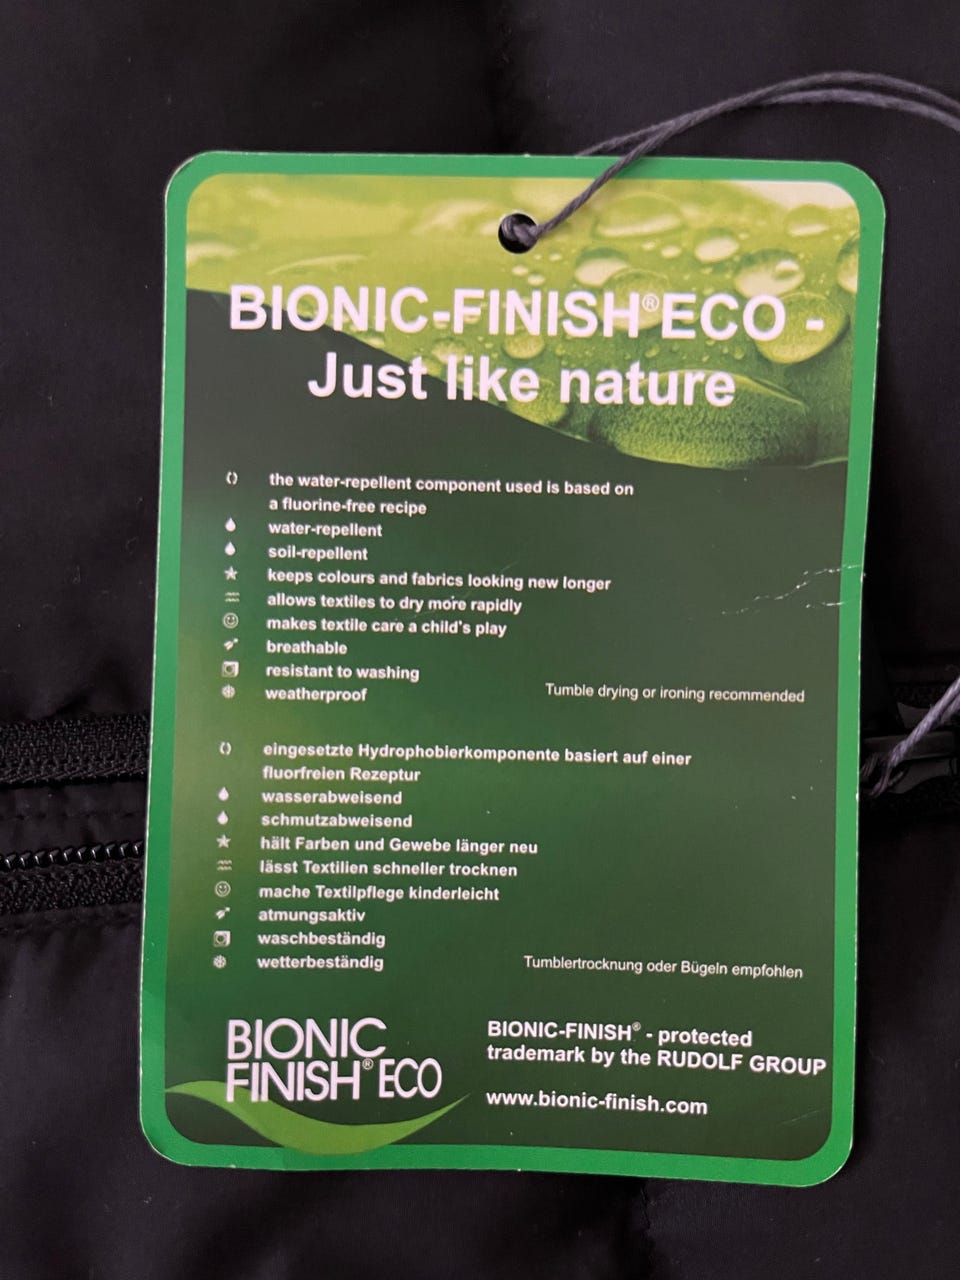 BIONIC-FINISH® ECO -
Just like nature
the water-repellent component used is based on
a fluorine-free recipe
water-repellent
soil-repellent
keeps colours and fabrics looking new longer
allows textiles to dry more rapidly
makes textile care a child's play
breathable
resistant to washing
weatherproof
Tumble drying or ironing recommended
eingesetzte Hydrophobierkomponente basiert auf einer
fluorfreien Rezeptur
wasserabweisend
schmutzabweisend
hält Farben und Gewebe länger neu
lässt Textilien schneller trocknen
mache Textilpflege kinderleicht
atmungsaktiv
waschbeständig
wetterbeständig
Tumblertrocknung oder Bügeln empfohlen
BIONIC
FINISH® ECO
BIONIC-FINISH® - protected
trademark by the RUDOLF GROUP
www.bionic-finish.com